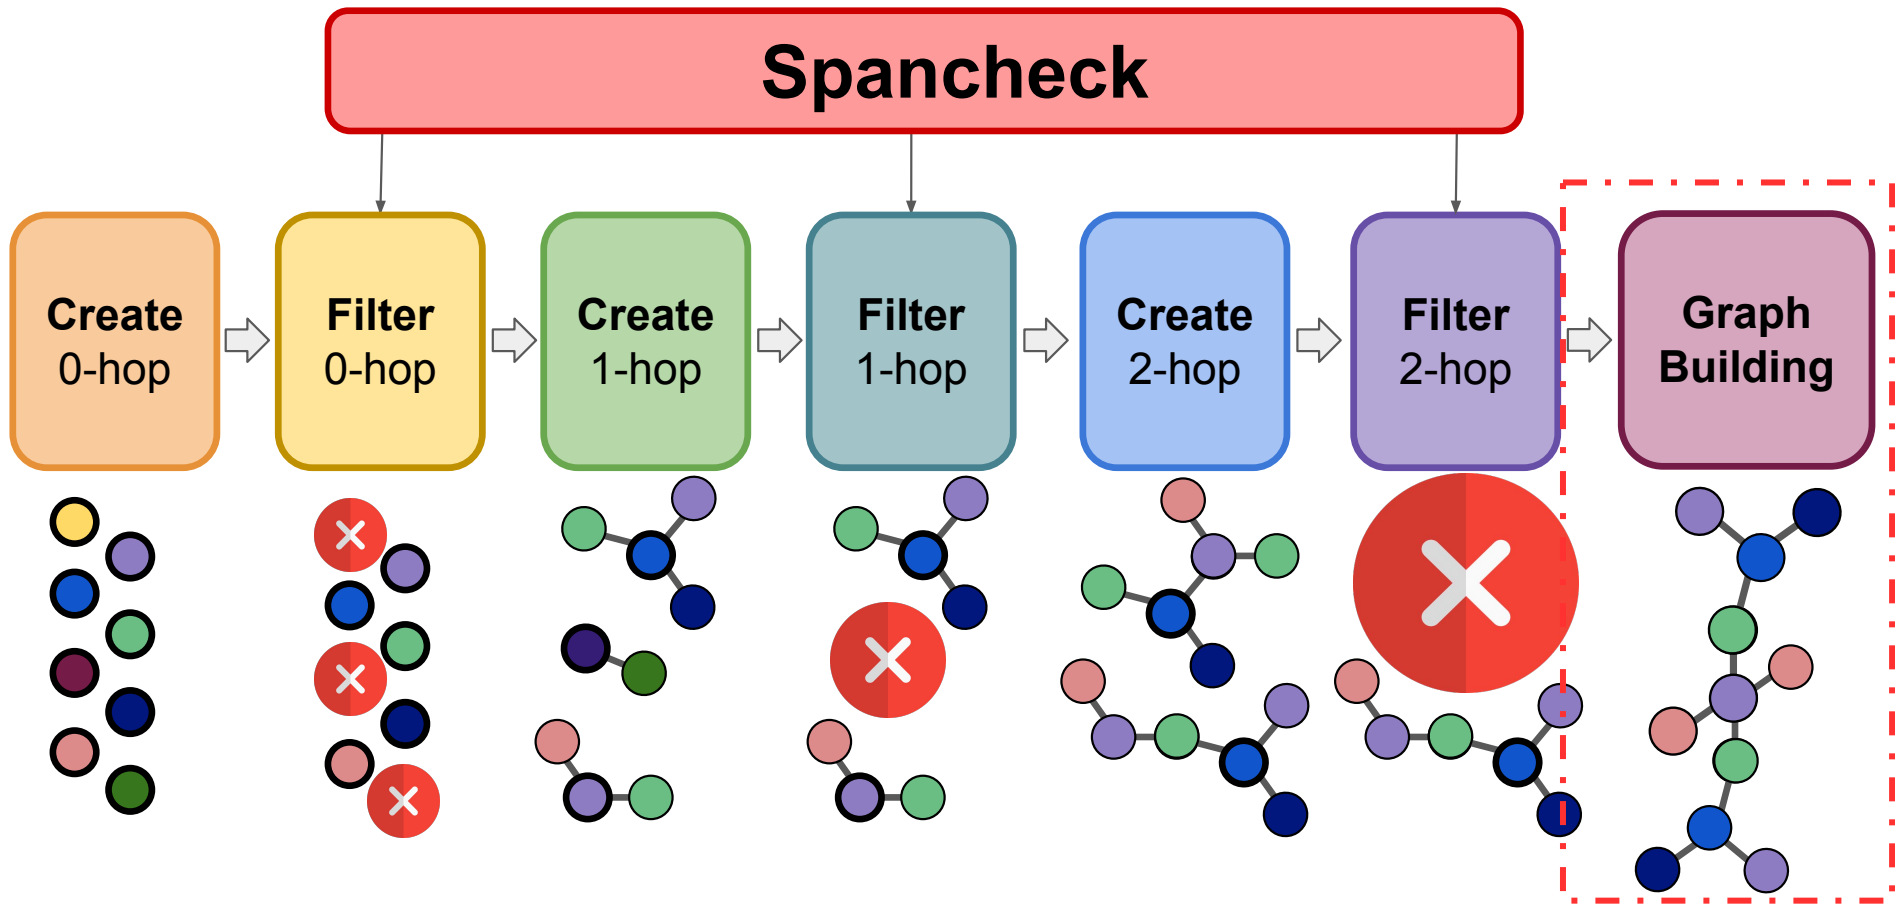 Spancheck
Create
0-hop
Filter
0-hop
Create
1-hop
Filter
1-hop
Create
2-hop
Filter
2-hop
Graph
Building